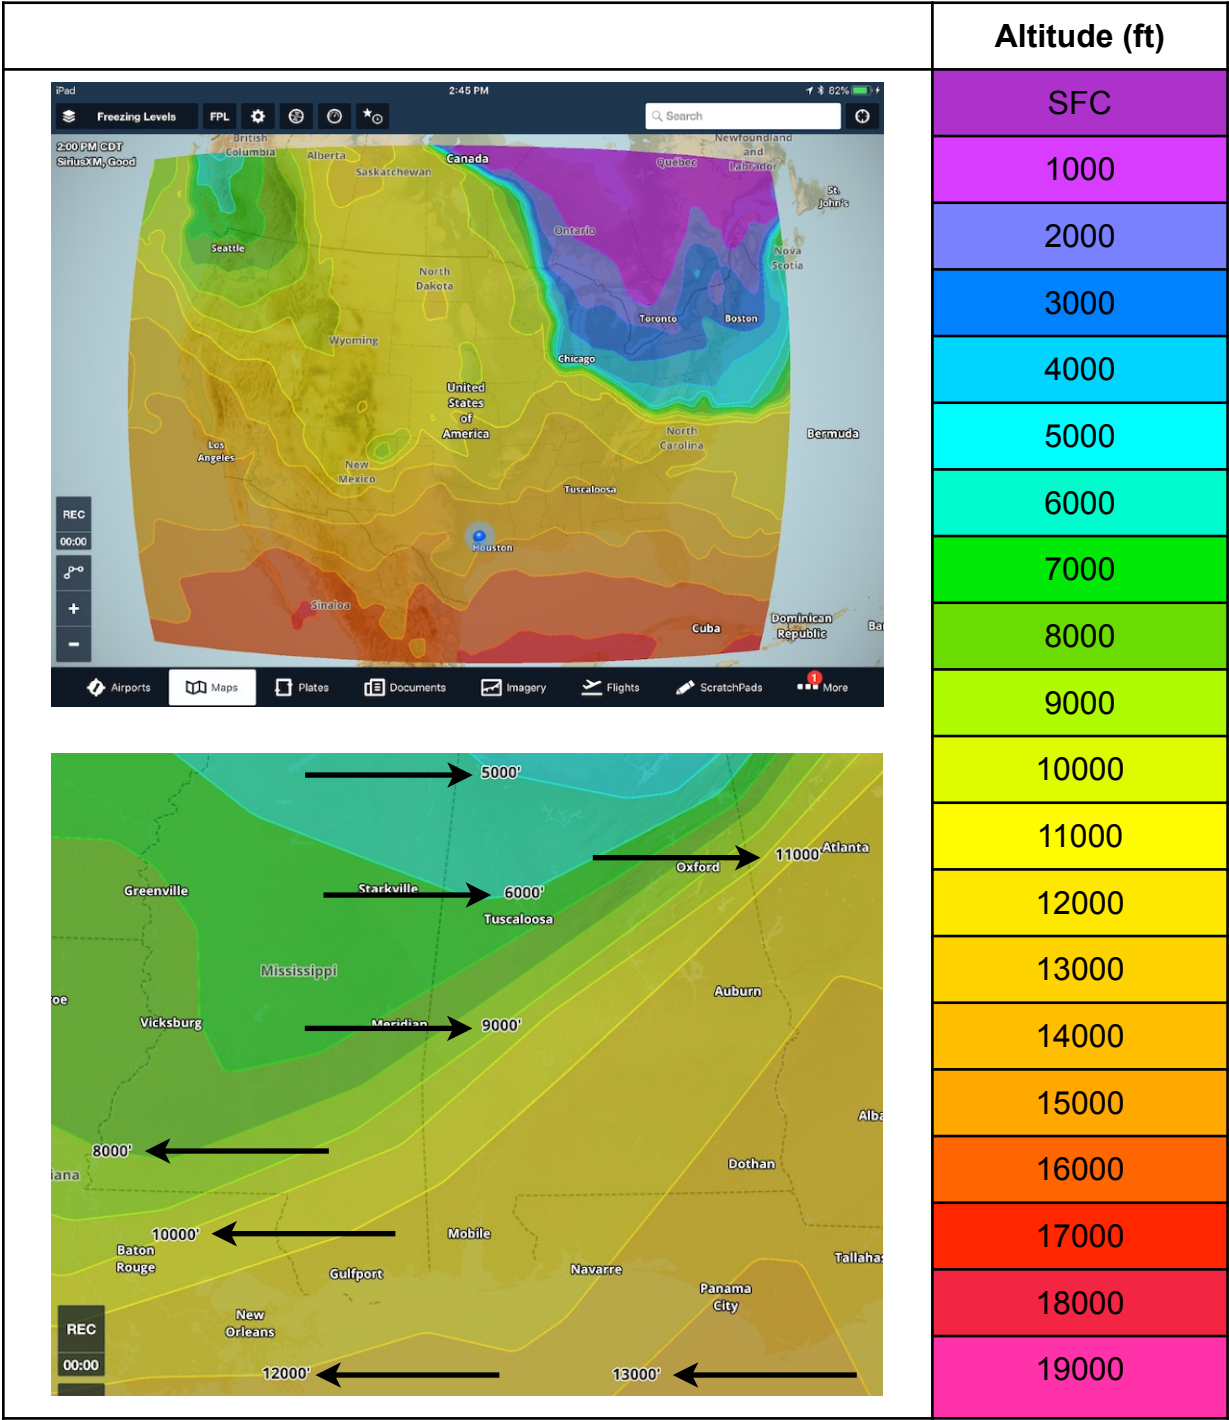 Altitude (ft)
iPad
2:45 PM
82%
Freezing Levels
FPL
Search
2:00 PM CDT
SiriusXM, Good
British
Columbia
Alberta
Saskatchewan
Canada
Quebec
Newfoundland
and
Labrador
St.
John's
Ontario
Nova
Scotia
Seattle
North
Dakota
Toronto
Boston
Wyoming
Chicago
United
States
of
America
North
Carolina
Bermuda
Los
Angeles
New
Mexico
Tuscaloosa
REC
00:00
Houston
+
Sinaloa
-
Cuba
Dominican
Republic
Ba
Airports
Maps
Plates
Documents
Imagery
Flights
ScratchPads
1
More
5000'
11000'
Atlanta
Oxford
Greenville
Starkville
6000'
Tuscaloosa
Mississippi
oe
Auburn
Vicksburg
Meridian
9000'
Alba
8000'
iana
Dothan
10000'
Baton
Rouge
Mobile
Gulfport
Navarre
Tallaha
Panama
City
New
Orleans
REC
00:00
12000'
13000'
SFC
1000
2000
3000
4000
5000
6000
7000
8000
9000
10000
11000
12000
13000
14000
15000
16000
17000
18000
19000